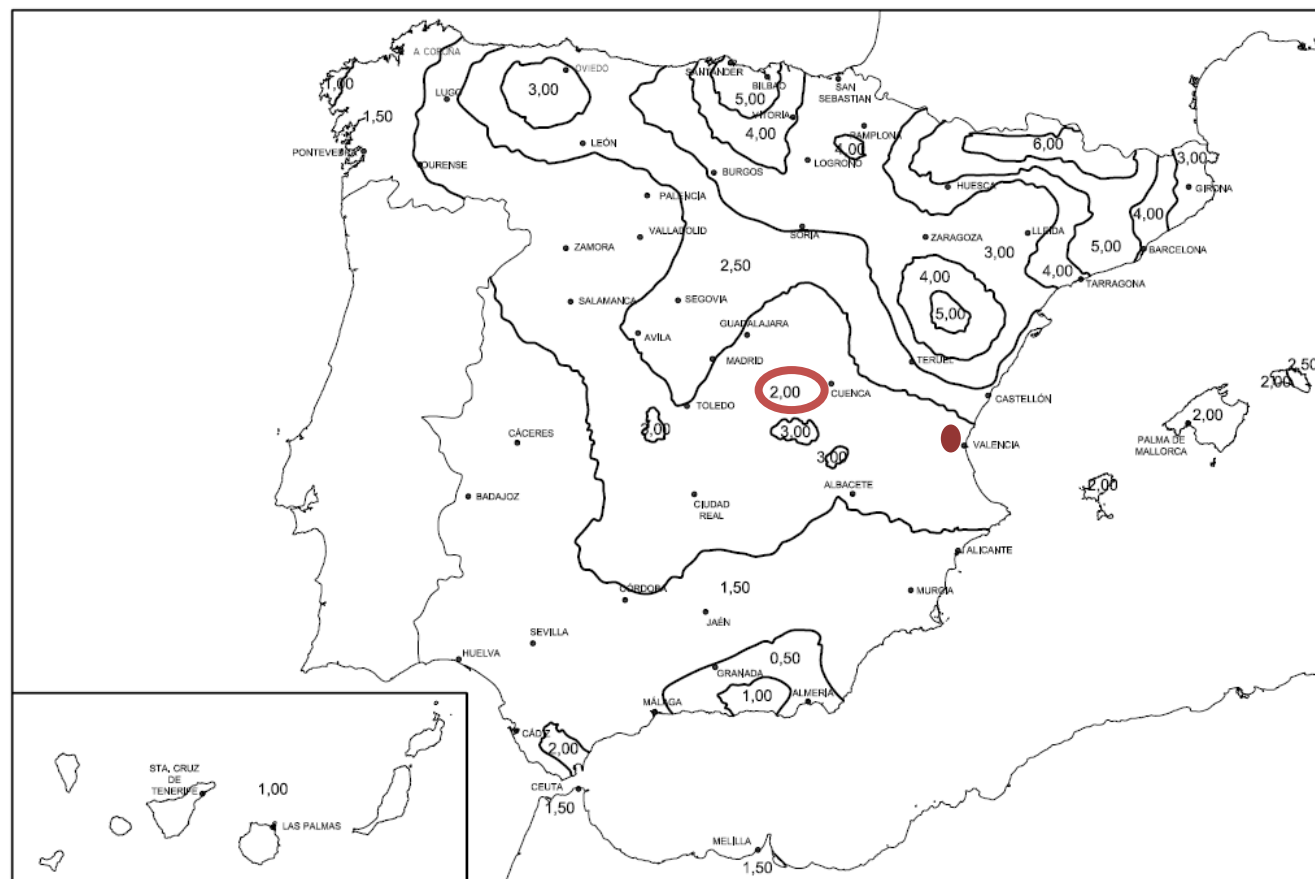 A CORUÑA
OVIEDO
SANTANDER
BILBAO
SAN
SEBASTIAN
1,00
LUGO
3,00
5,00
VITORIA
1,50
4,00
PAMPLONA
PONTEVEDRA
OURENSE
LEÓN
LOGROÑO
4,00
6,00
3,00
BURGOS
HUESCA
GIRONA
PALENCIA
4,00
ZAMORA
VALLADOLID
SORIA
ZARAGOZA
LLEIDA
3,00
5,00
BARCELONA
2,50
4,00
4,00
TARRAGONA
SALAMANCA
SEGOVIA
5,00
GUADALAJARA
AVÍLA
MADRID
TERUEL
2,50
2,00
2,00
CUENCA
TOLEDO
CASTELLÓN
2,00
CÁCERES
3,00
3,00
VALENCIA
PALMA DE
MALLORCA
3,00
2,00
BADAJOZ
CIUDAD
REAL
ALBACETE
ALICANTE
CÓRDOBA
1,50
MURCIA
JAÉN
SEVILLA
HUELVA
0,50
GRANADA
1,00
ALMERÍA
MÁLAGA
CÁDIZ
2,00
CEUTA
1,50
MELILLA
1,50
STA. CRUZ
DE
TENERIFE
1,00
LAS PALMAS